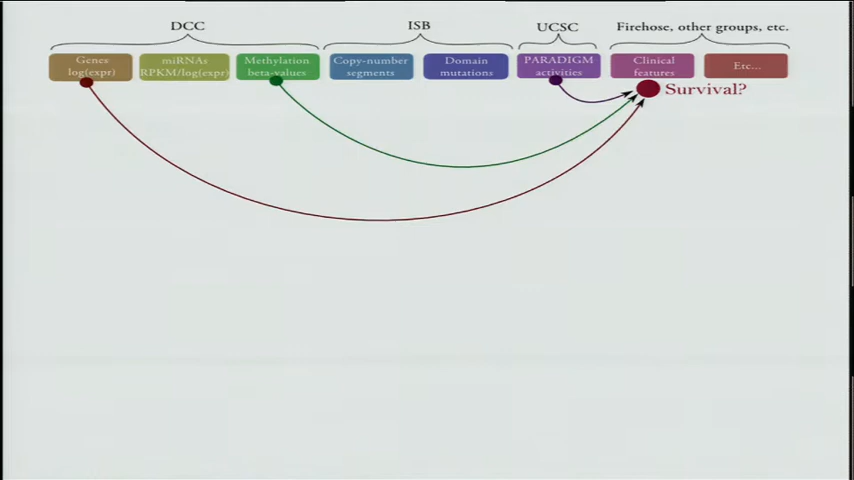 DCC
ISB
UCSC
Firehose, other groups, etc.
Genes
log(expr)
miRNAs
RPKM/log(expr)
Methylation
beta-values
Copy-number
segments
Domain
mutations
PARADIGM
activities
Clinical
features
Etc...
Survival?